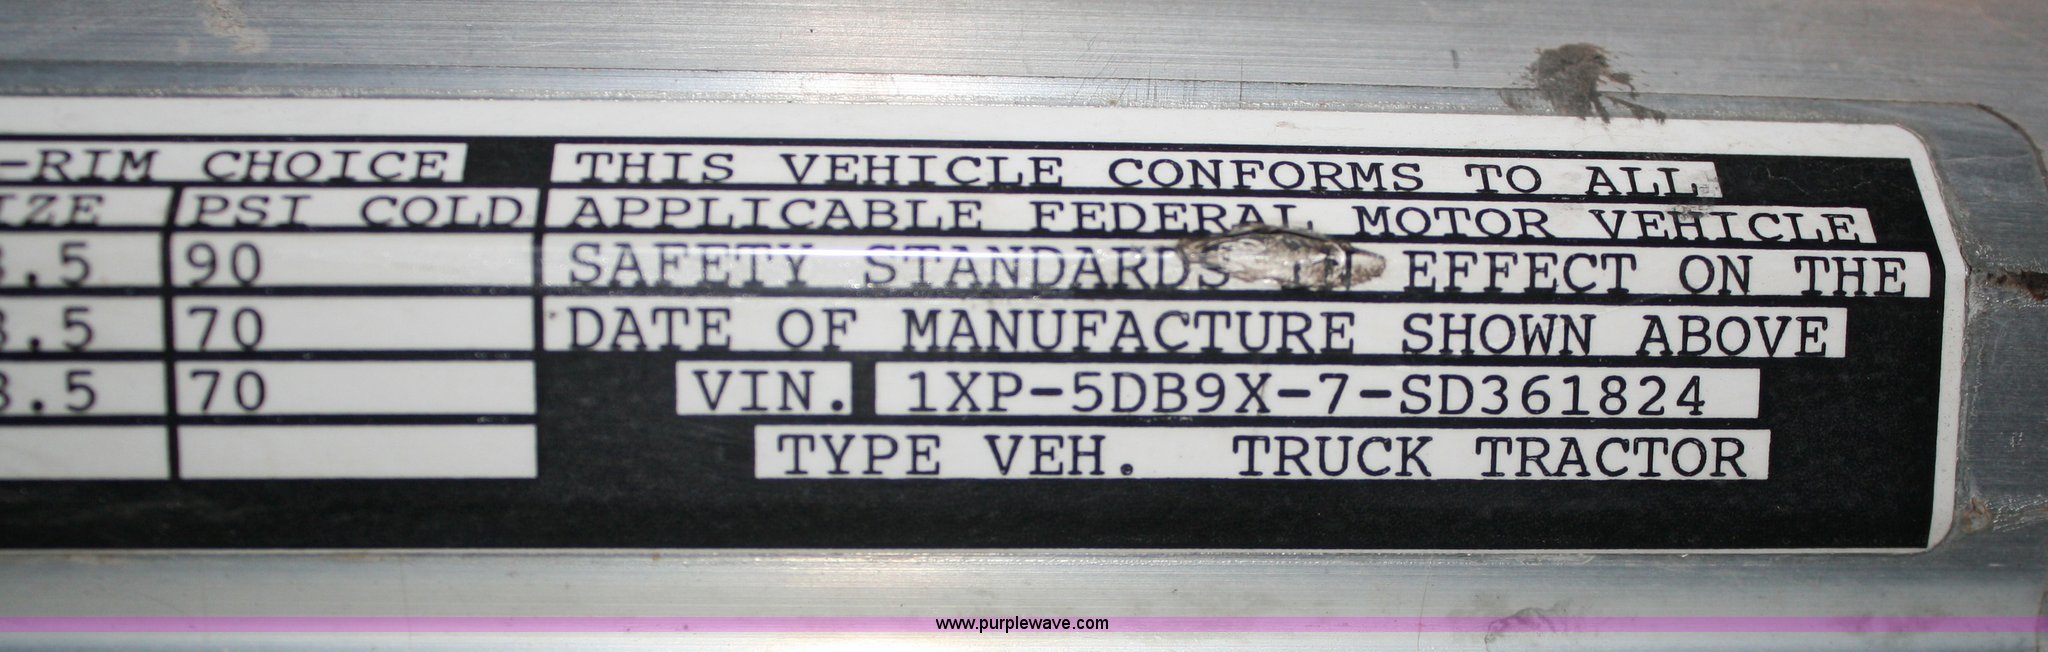 -RIM CHOICE
IZE PSI COLD
.5 90
.5 70
8.5 70
THIS VEHICLE CONFORMS TO ALL
APPLICABLE FEDERAL MOTOR VEHICLE
SAFETY STANDARDS EFFECT ON THE
DATE OF MANUFACTURE SHOWN ABOVE
VIN. 1XP-5DB9X-7-SD361824
TYPE VEH. TRUCK TRACTOR
www.purplewave.com